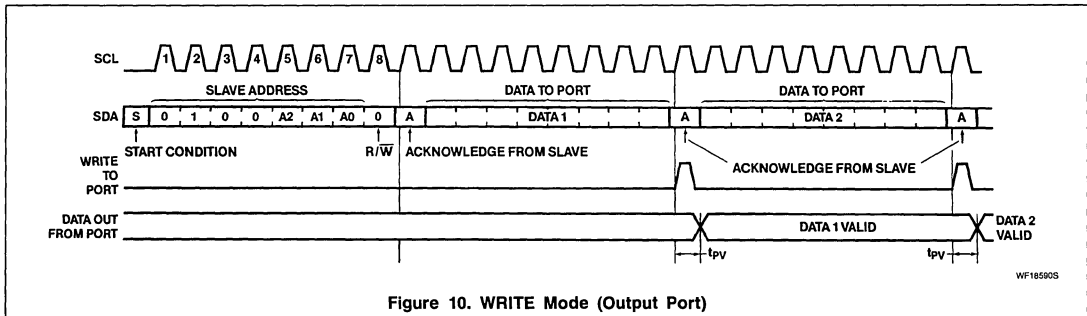 SCL 1 2 3 4 5 6 7 8
SLAVE ADDRESS DATA TO PORT DATA TO PORT
SDA S 0 1 0 0 A2 A1 A0 0 A DATA 1 A DATA 2 A
START CONDITION R/W̅ ACKNOWLEDGE FROM SLAVE ACKNOWLEDGE FROM SLAVE
WRITE
TO
PORT
DATA OUT
FROM PORT
DATA 1 VALID
DATA 2
VALID
tPV tPV
WF18590S
Figure 10. WRITE Mode (Output Port)